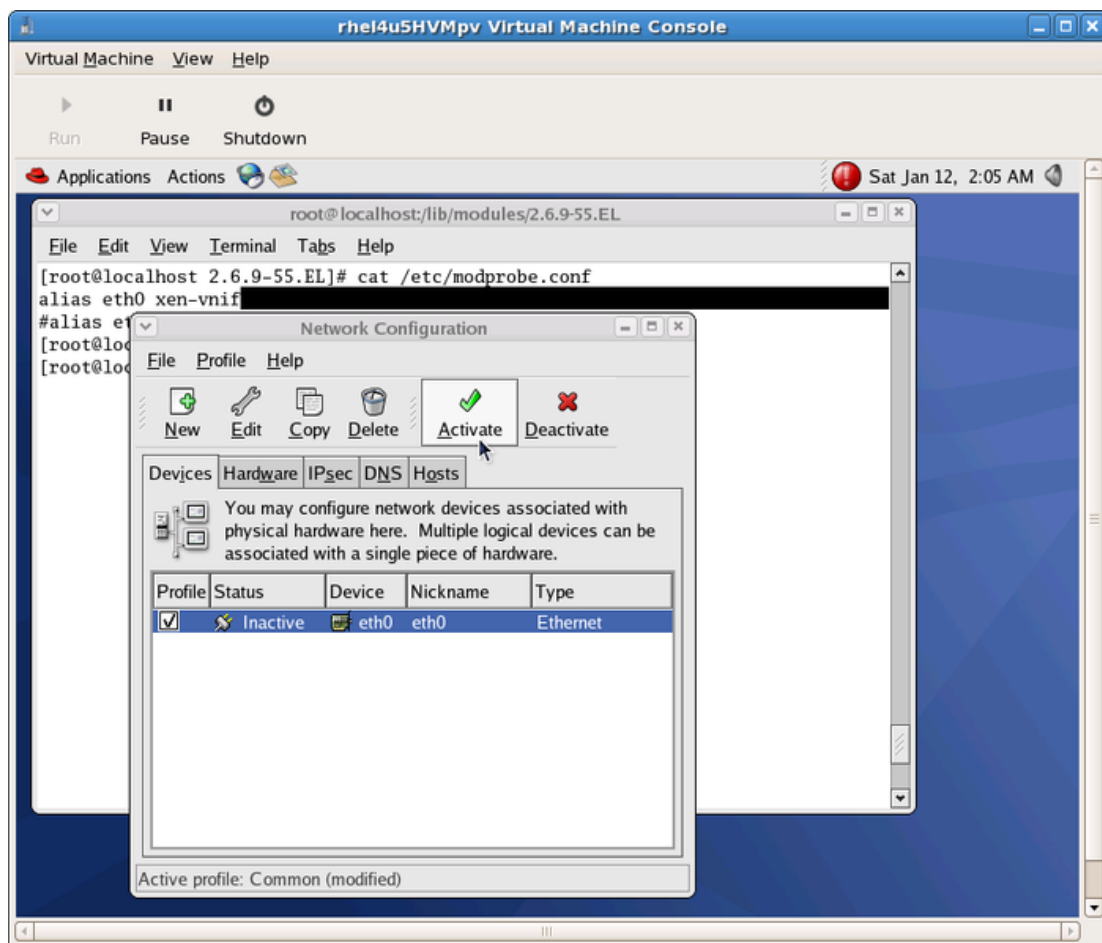 rhel4u5HVMpv Virtual Machine Console
Virtual Machine View Help
Run Pause Shutdown
Applications Actions Sat Jan 12, 2:05 AM
root@localhost:/lib/modules/2.6.9-55.EL
File Edit View Terminal Tabs Help
[root@localhost 2.6.9-55.EL]# cat /etc/modprobe.conf
alias eth0 xen-vnif
#alias et
[root@loc
[root@loc
Network Configuration
File Profile Help
New Edit Copy Delete Activate Deactivate
Devices Hardware IPsec DNS Hosts
You may configure network devices associated with
physical hardware here. Multiple logical devices can be
associated with a single piece of hardware.
Profile Status Device Nickname Type
Inactive eth0 eth0 Ethernet
Active profile: Common (modified)